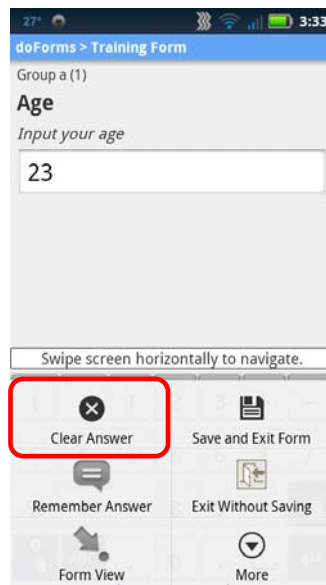 27° 3:33
doForms > Training Form
Group a (1)
Age
Input your age
23
Swipe screen horizontally to navigate.
Clear Answer Save and Exit Form
Remember Answer Exit Without Saving
Form View More